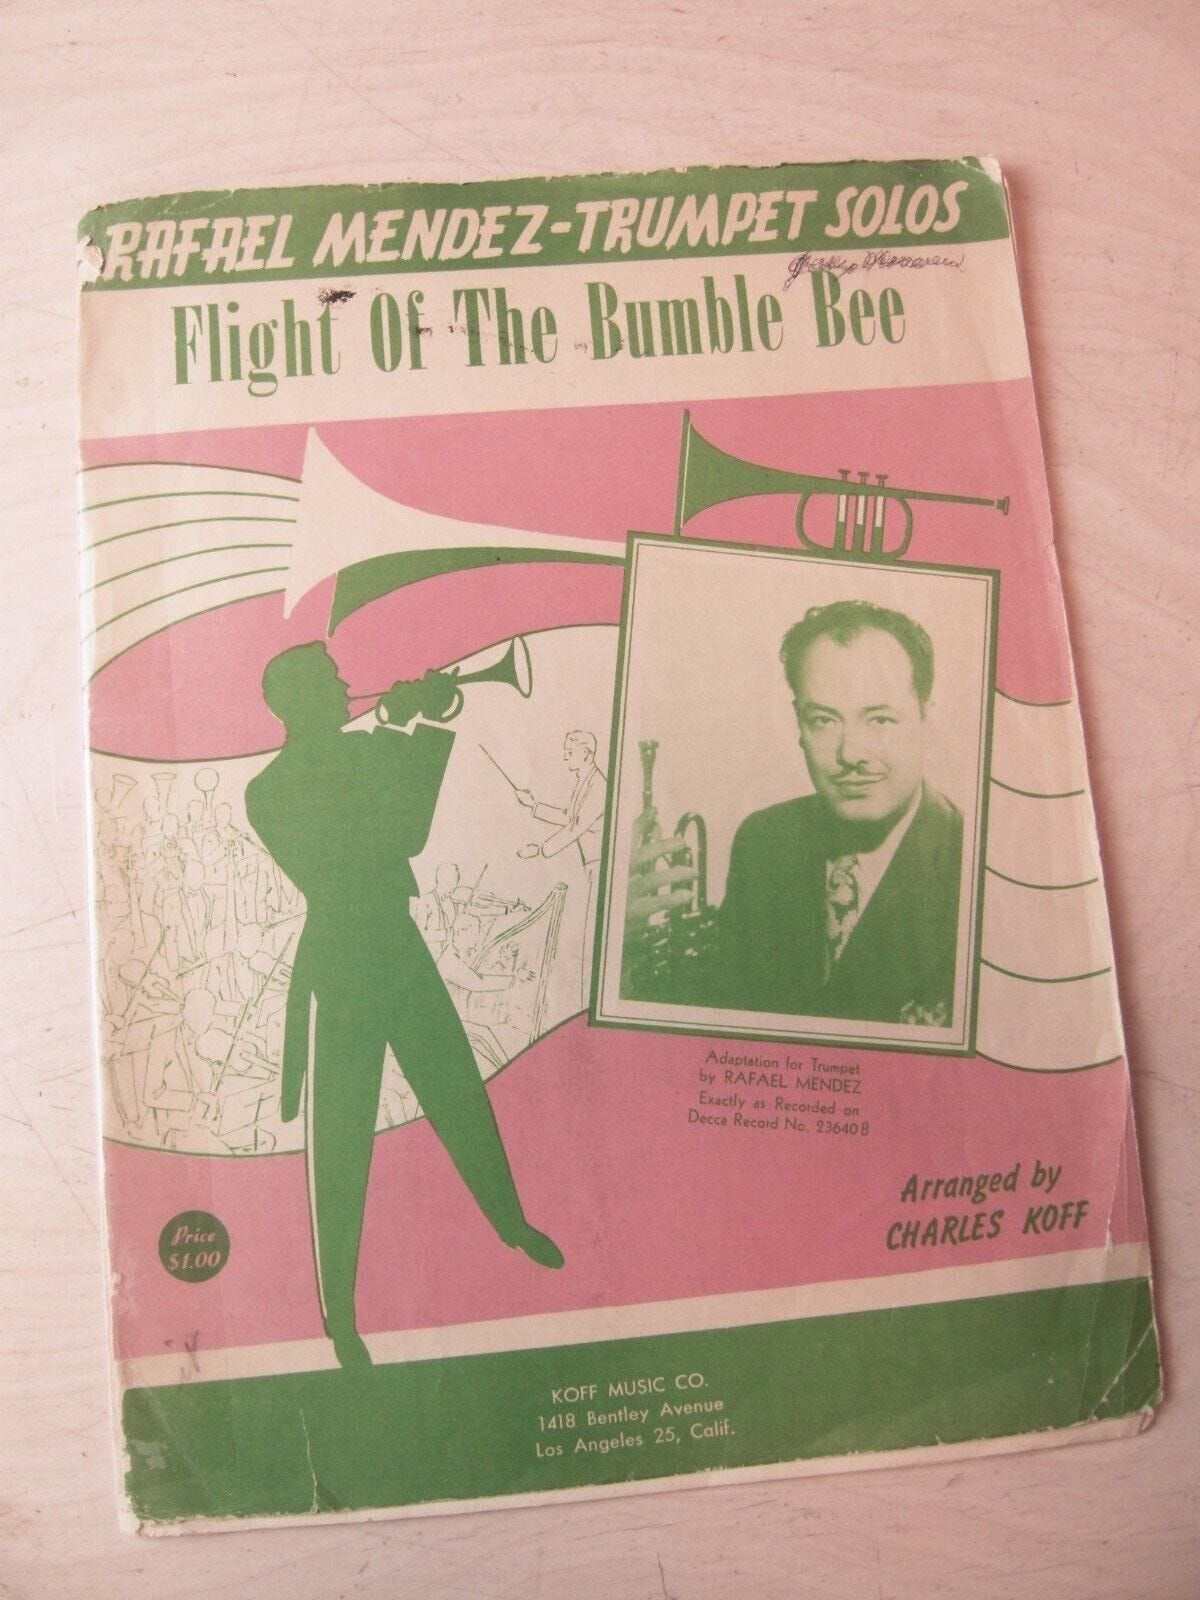 RAFAEL MENDEZ-TRUMPET SOLOS
Flight Of The Bumble Bee
Adaptation for Trumpet
by RAFAEL MENDEZ
Exactly as Recorded on
Decca Record No. 23640B
Arranged by
CHARLES KOFF
Price
$1.00
KOFF MUSIC CO.
1418 Bentley Avenue
Los Angeles 25, Calif.